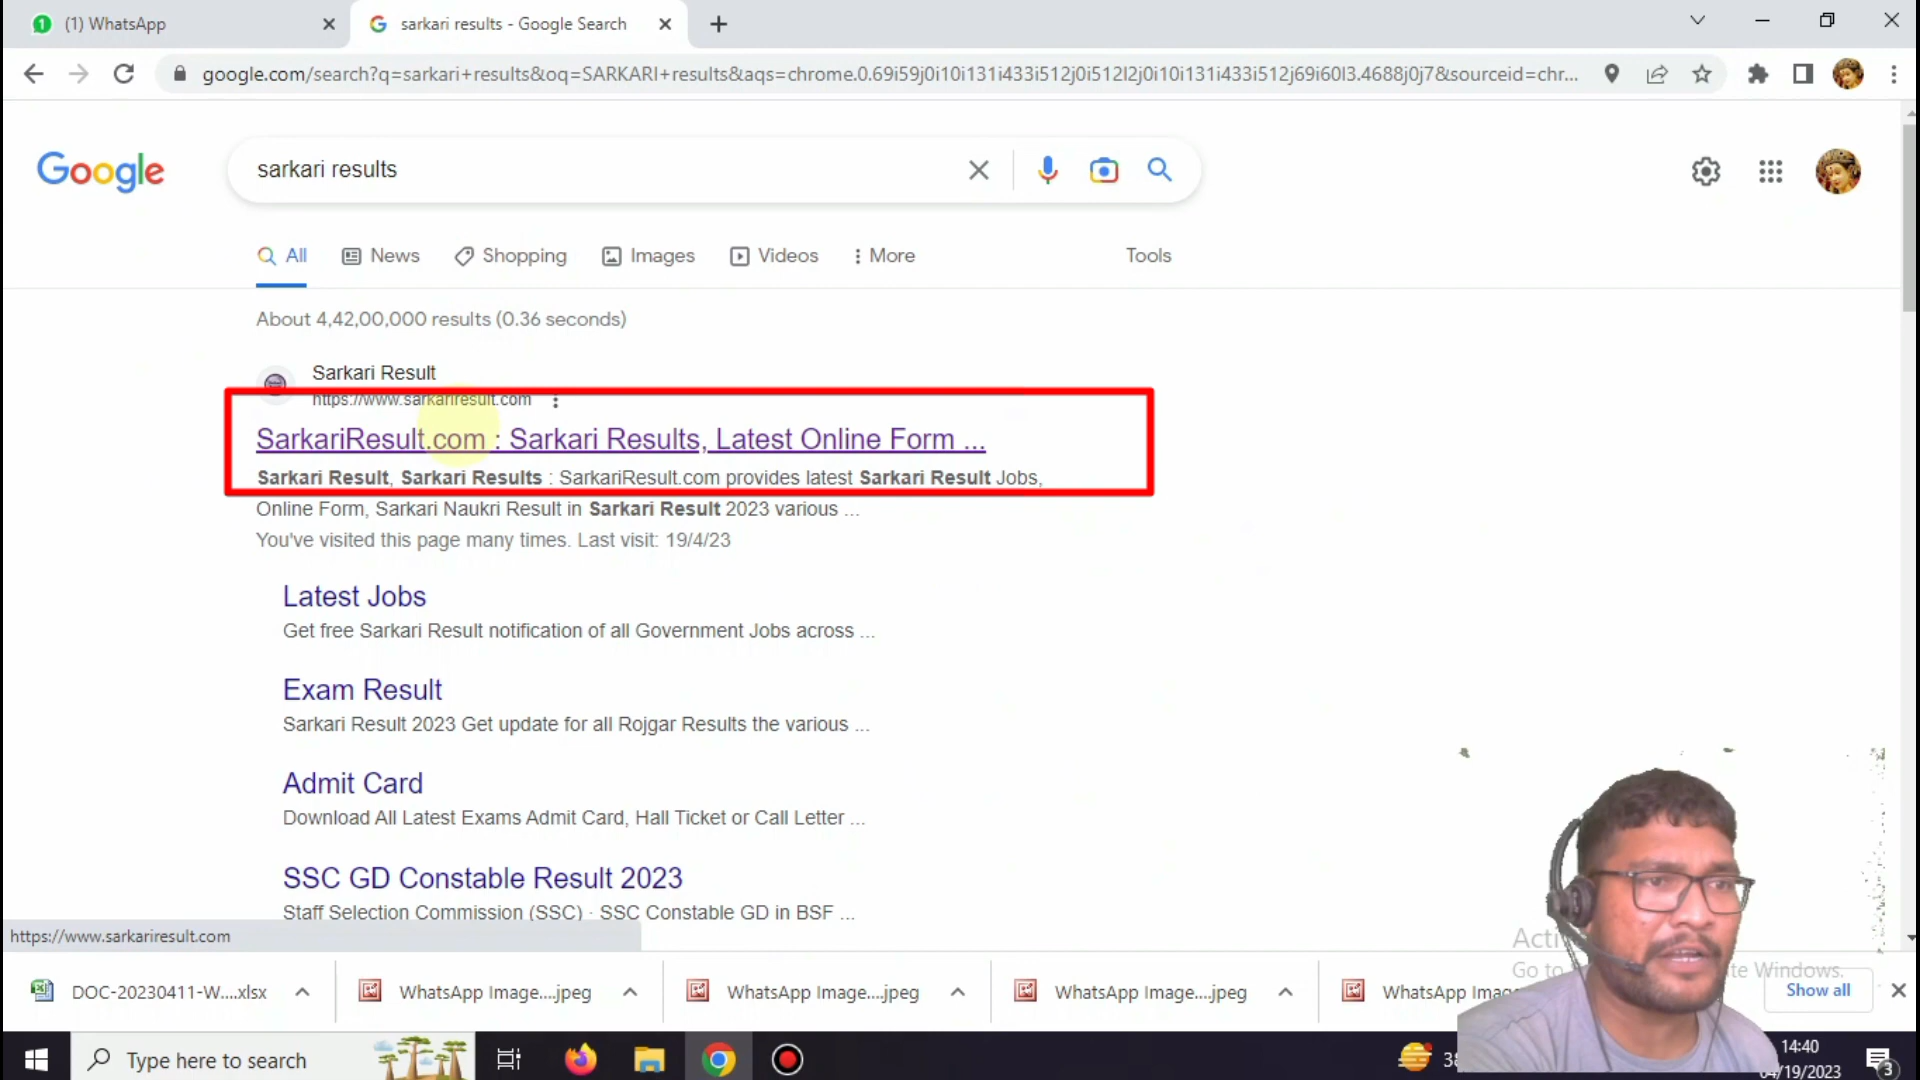 (1) WhatsApp
sarkari results - Google Search
google.com/search?q=sarkari+results&oq=SARKARI+results&aqs=chrome.0.69i59j0i10i131i433i512j0i512l2j0i10i131i433i512j69i60l3.4688j0j7&sourceid=chr...
Google
sarkari results
All
News
Shopping
Images
Videos
More
Tools
About 4,42,00,000 results (0.36 seconds)
Sarkari Result
https://www.sarkariresult.com
SarkariResult.com : Sarkari Results, Latest Online Form ...
Sarkari Result, Sarkari Results : SarkariResult.com provides latest Sarkari Result Jobs,
Online Form, Sarkari Naukri Result in Sarkari Result 2023 various ...
You've visited this page many times. Last visit: 19/4/23
Latest Jobs
Get free Sarkari Result notification of all Government Jobs across ...
Exam Result
Sarkari Result 2023 Get update for all Rojgar Results the various ...
Admit Card
Download All Latest Exams Admit Card, Hall Ticket or Call Letter ...
SSC GD Constable Result 2023
Staff Selection Commission (SSC) · SSC Constable GD in BSF ...
https://www.sarkariresult.com
Go to
Windows.
DOC-20230411-W....xlsx
WhatsApp Image....jpeg
WhatsApp Image....jpeg
WhatsApp Image....jpeg
WhatsApp
Show all
Type here to search
14:40
/19/2023
3